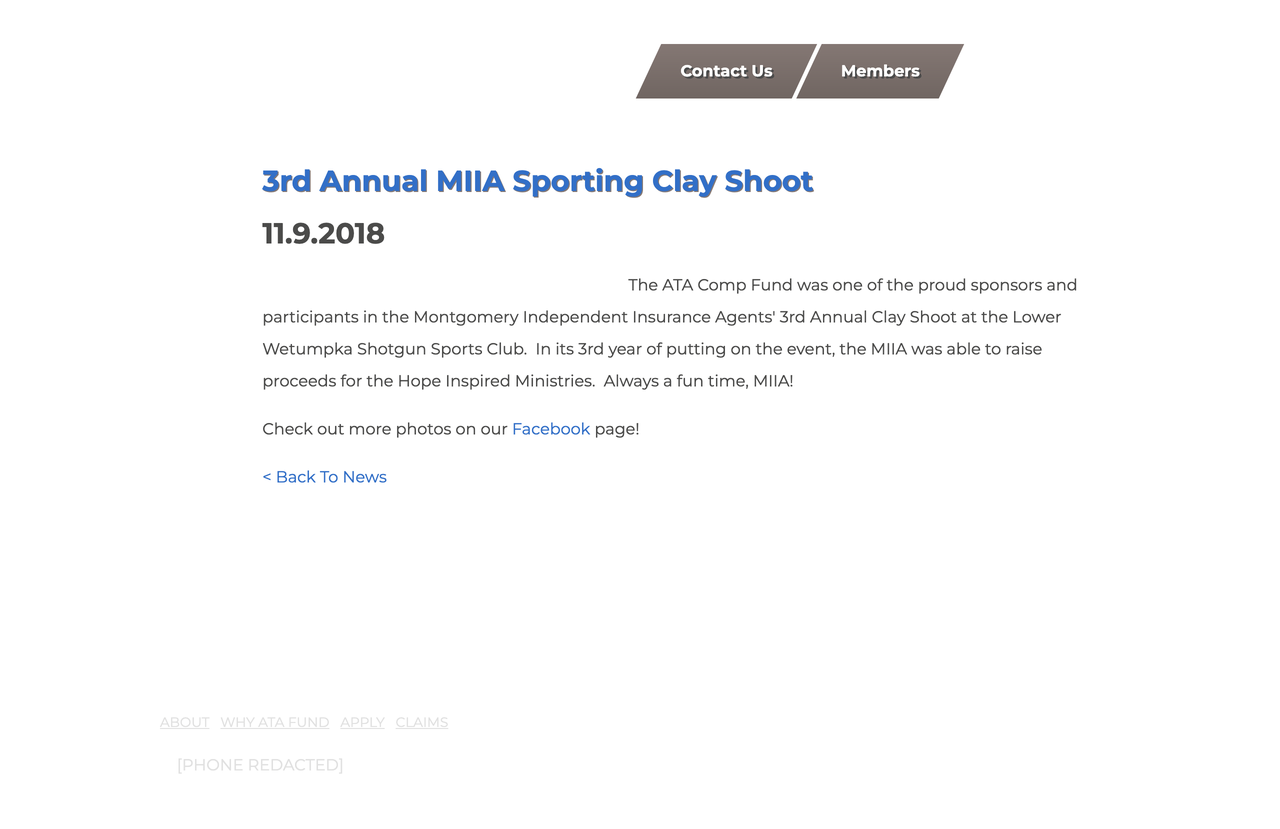 Contact Us Members
3rd Annual MIIA Sporting Clay Shoot
11.9.2018
The ATA Comp Fund was one of the proud sponsors and
participants in the Montgomery Independent Insurance Agents' 3rd Annual Clay Shoot at the Lower
Wetumpka Shotgun Sports Club.  In its 3rd year of putting on the event, the MIIA was able to raise
proceeds for the Hope Inspired Ministries.  Always a fun time, MIIA!
Check out more photos on our Facebook page!
< Back To News
ABOUT WHY ATA FUND APPLY CLAIMS
[PHONE REDACTED]